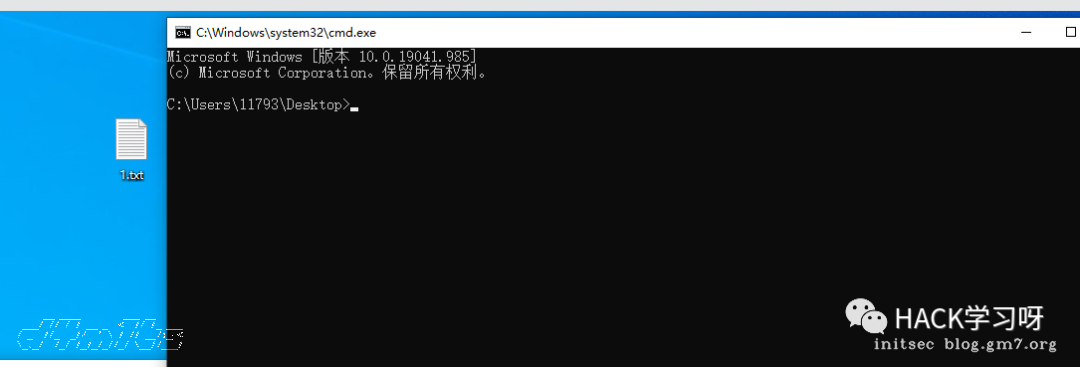 C:\Windows\system32\cmd.exe
Microsoft Windows [版本 10.0.19041.985]
(c) Microsoft Corporation。保留所有权利。
C:\Users\11793\Desktop>
1.txt
d4m1ts
HACK学习呀
initsec blog.gm7.org